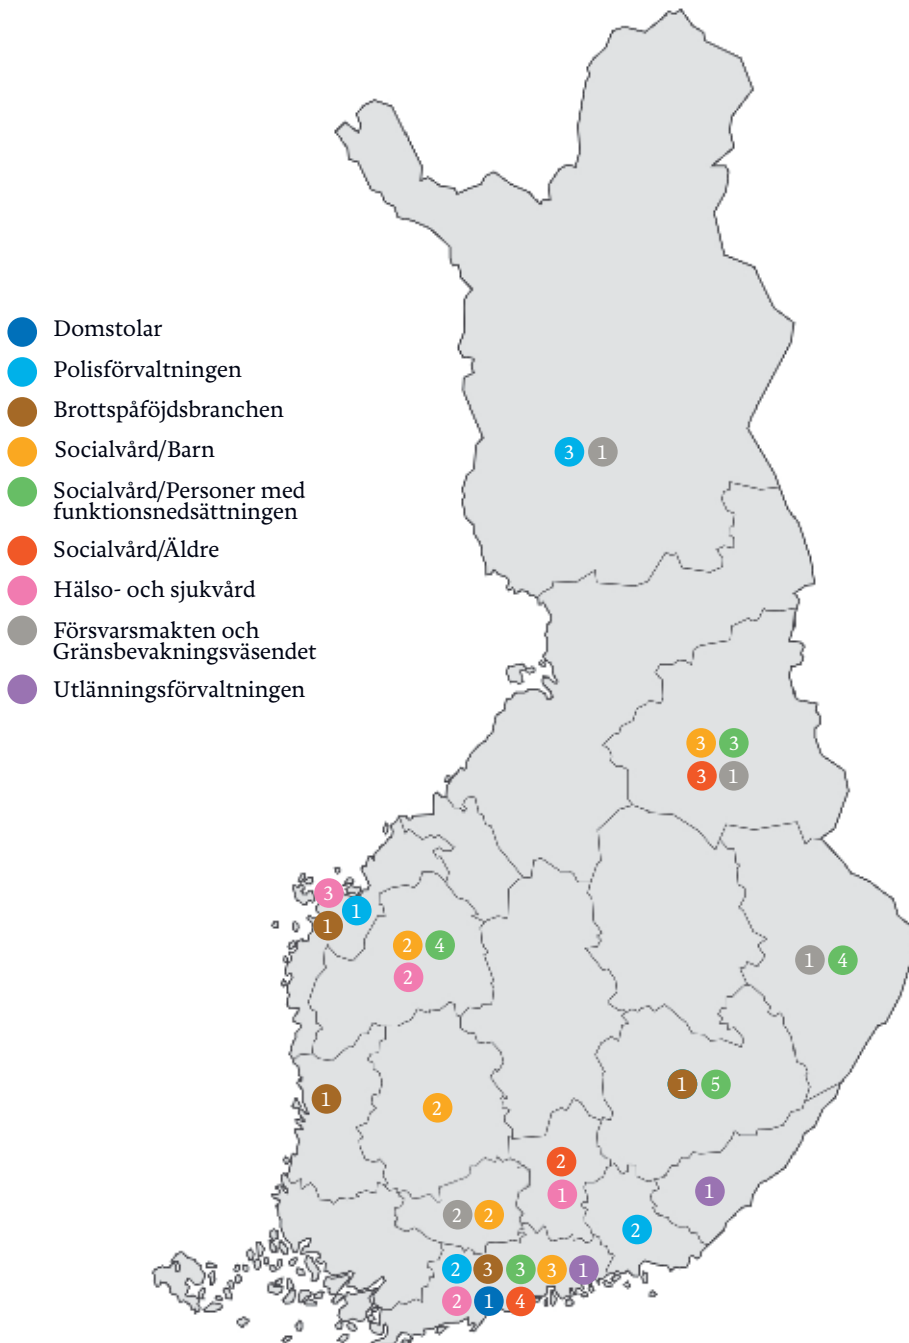 Domstolar
Polisförvaltningen
Brottspåföjdsbranchen
Socialvård/Barn
Socialvård/Personer med
funktionsnedsättningen
Socialvård/Äldre
Hälso- och sjukvård
Försvarsmakten och
Gränsbevakningsväsendet
Utlänningsförvaltningen
3 1
3 3
3 1
3
1
1
2 4
2
1 4
1 5
1
2
2
1
1
2 2
2
2 3 3 3 1
2 1 4